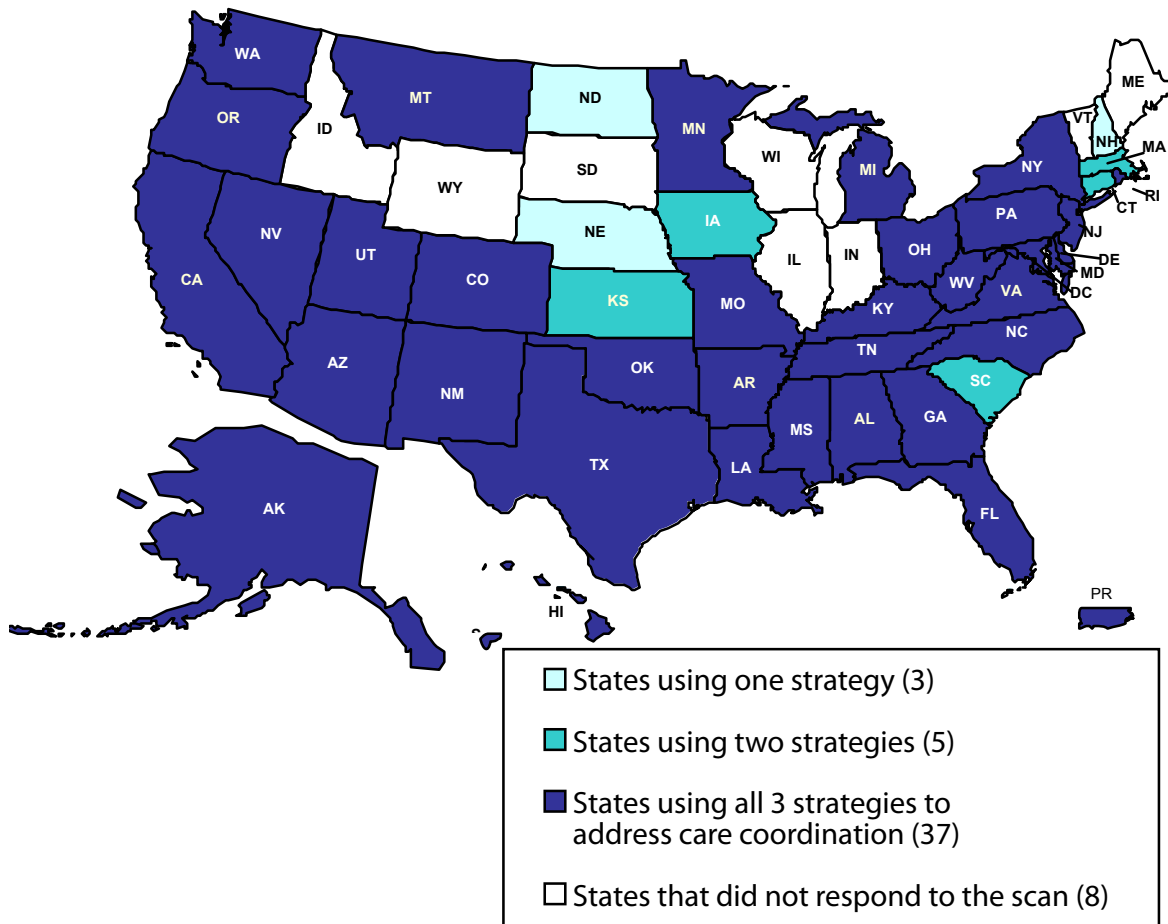 WA
MT
ND
MN
ME
VT
NH
MA
OR
ID
WY
SD
WI
MI
NY
RI
CT
NV
UT
CO
NE
IA
IL
IN
OH
PA
NJ
DE
MD
DC
CA
KS
MO
KY
WV
VA
AZ
NM
OK
AR
TN
NC
SC
TX
LA
MS
AL
GA
AK
FL
HI
PR
States using one strategy (3)
States using two strategies (5)
States using all 3 strategies to
address care coordination (37)
States that did not respond to the scan (8)